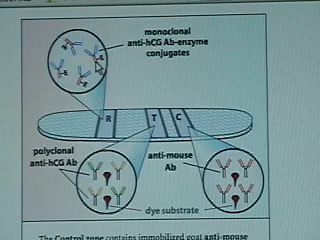 monoclonal
anti-hCG Ab-enzyme
conjugates
E
E
E
E
R
T
C
polyclonal
anti-hCG Ab
anti-mouse
Ab
dye substrate
The Control zone contains immobilized goat anti-mouse